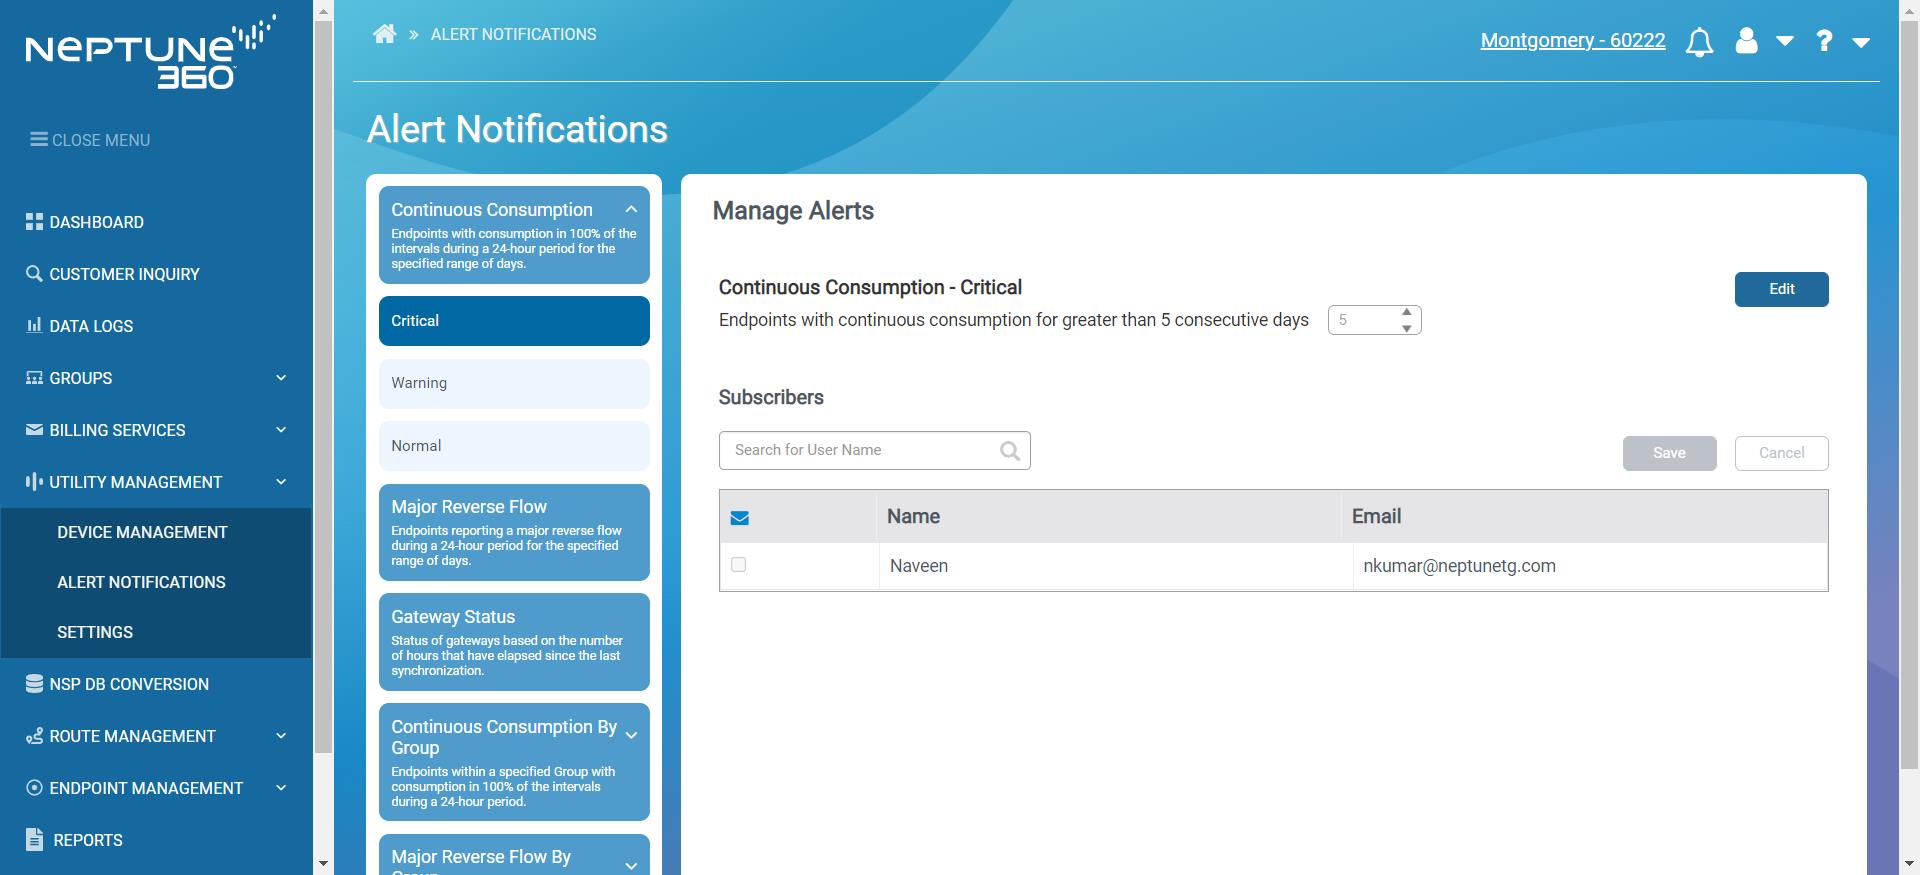 NEPTUNE
360™
CLOSE MENU
DASHBOARD
CUSTOMER INQUIRY
DATA LOGS
GROUPS
BILLING SERVICES
UTILITY MANAGEMENT
DEVICE MANAGEMENT
ALERT NOTIFICATIONS
SETTINGS
NSP DB CONVERSION
ROUTE MANAGEMENT
ENDPOINT MANAGEMENT
REPORTS
» ALERT NOTIFICATIONS
Montgomery - 60222
?
Alert Notifications
Continuous Consumption
Endpoints with consumption in 100% of the
intervals during a 24-hour period for the
specified range of days.
Critical
Warning
Normal
Major Reverse Flow
Endpoints reporting a major reverse flow
during a 24-hour period for the specified
range of days.
Gateway Status
Status of gateways based on the number
of hours that have elapsed since the last
synchronization.
Continuous Consumption By
Group
Endpoints within a specified Group with
consumption in 100% of the intervals
during a 24-hour period.
Major Reverse Flow By
Group
Manage Alerts
Continuous Consumption - Critical
Edit
Endpoints with continuous consumption for greater than 5 consecutive days 5
Subscribers
Search for User Name
Save Cancel
Name Email
Naveen nkumar@neptunetg.com